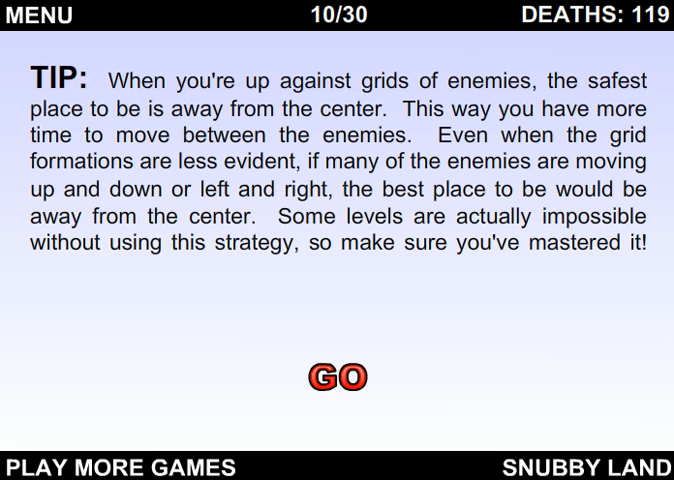 MENU 10/30 DEATHS: 119
TIP: When you're up against grids of enemies, the safest
place to be is away from the center. This way you have more
time to move between the enemies. Even when the grid
formations are less evident, if many of the enemies are moving
up and down or left and right, the best place to be would be
away from the center. Some levels are actually impossible
without using this strategy, so make sure you've mastered it!
GO
PLAY MORE GAMES SNUBBY LAND